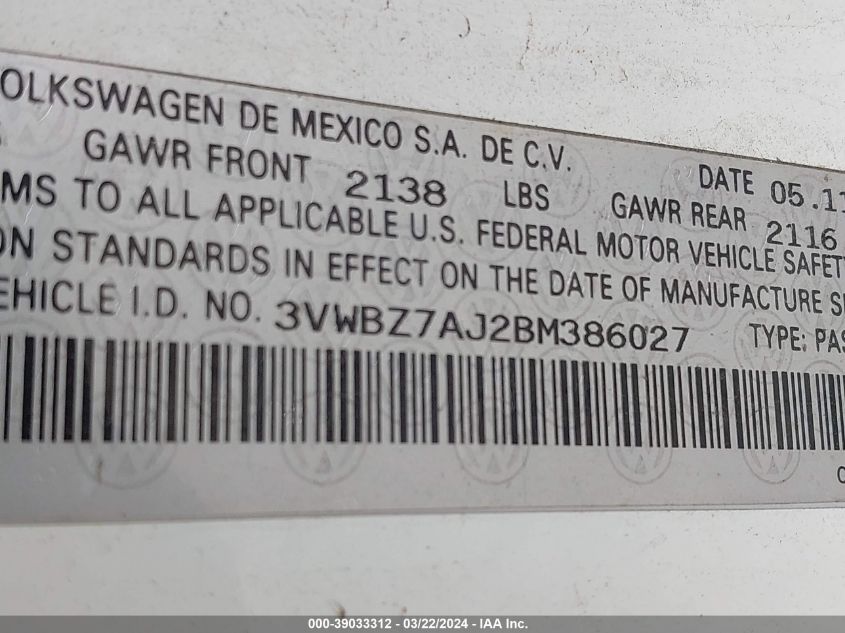 OLKSWAGEN DE MEXICO S.A. DE C.V. DATE 05.11
GAWR FRONT 2138 LBS GAWR REAR 2116
MS TO ALL APPLICABLE U.S. FEDERAL MOTOR VEHICLE SAFET
ON STANDARDS IN EFFECT ON THE DATE OF MANUFACTURE S
EHICLE I.D. NO. 3VWBZ7AJ2BM386027 TYPE: PAS
000-39033312 - 03/22/2024 - IAA Inc.